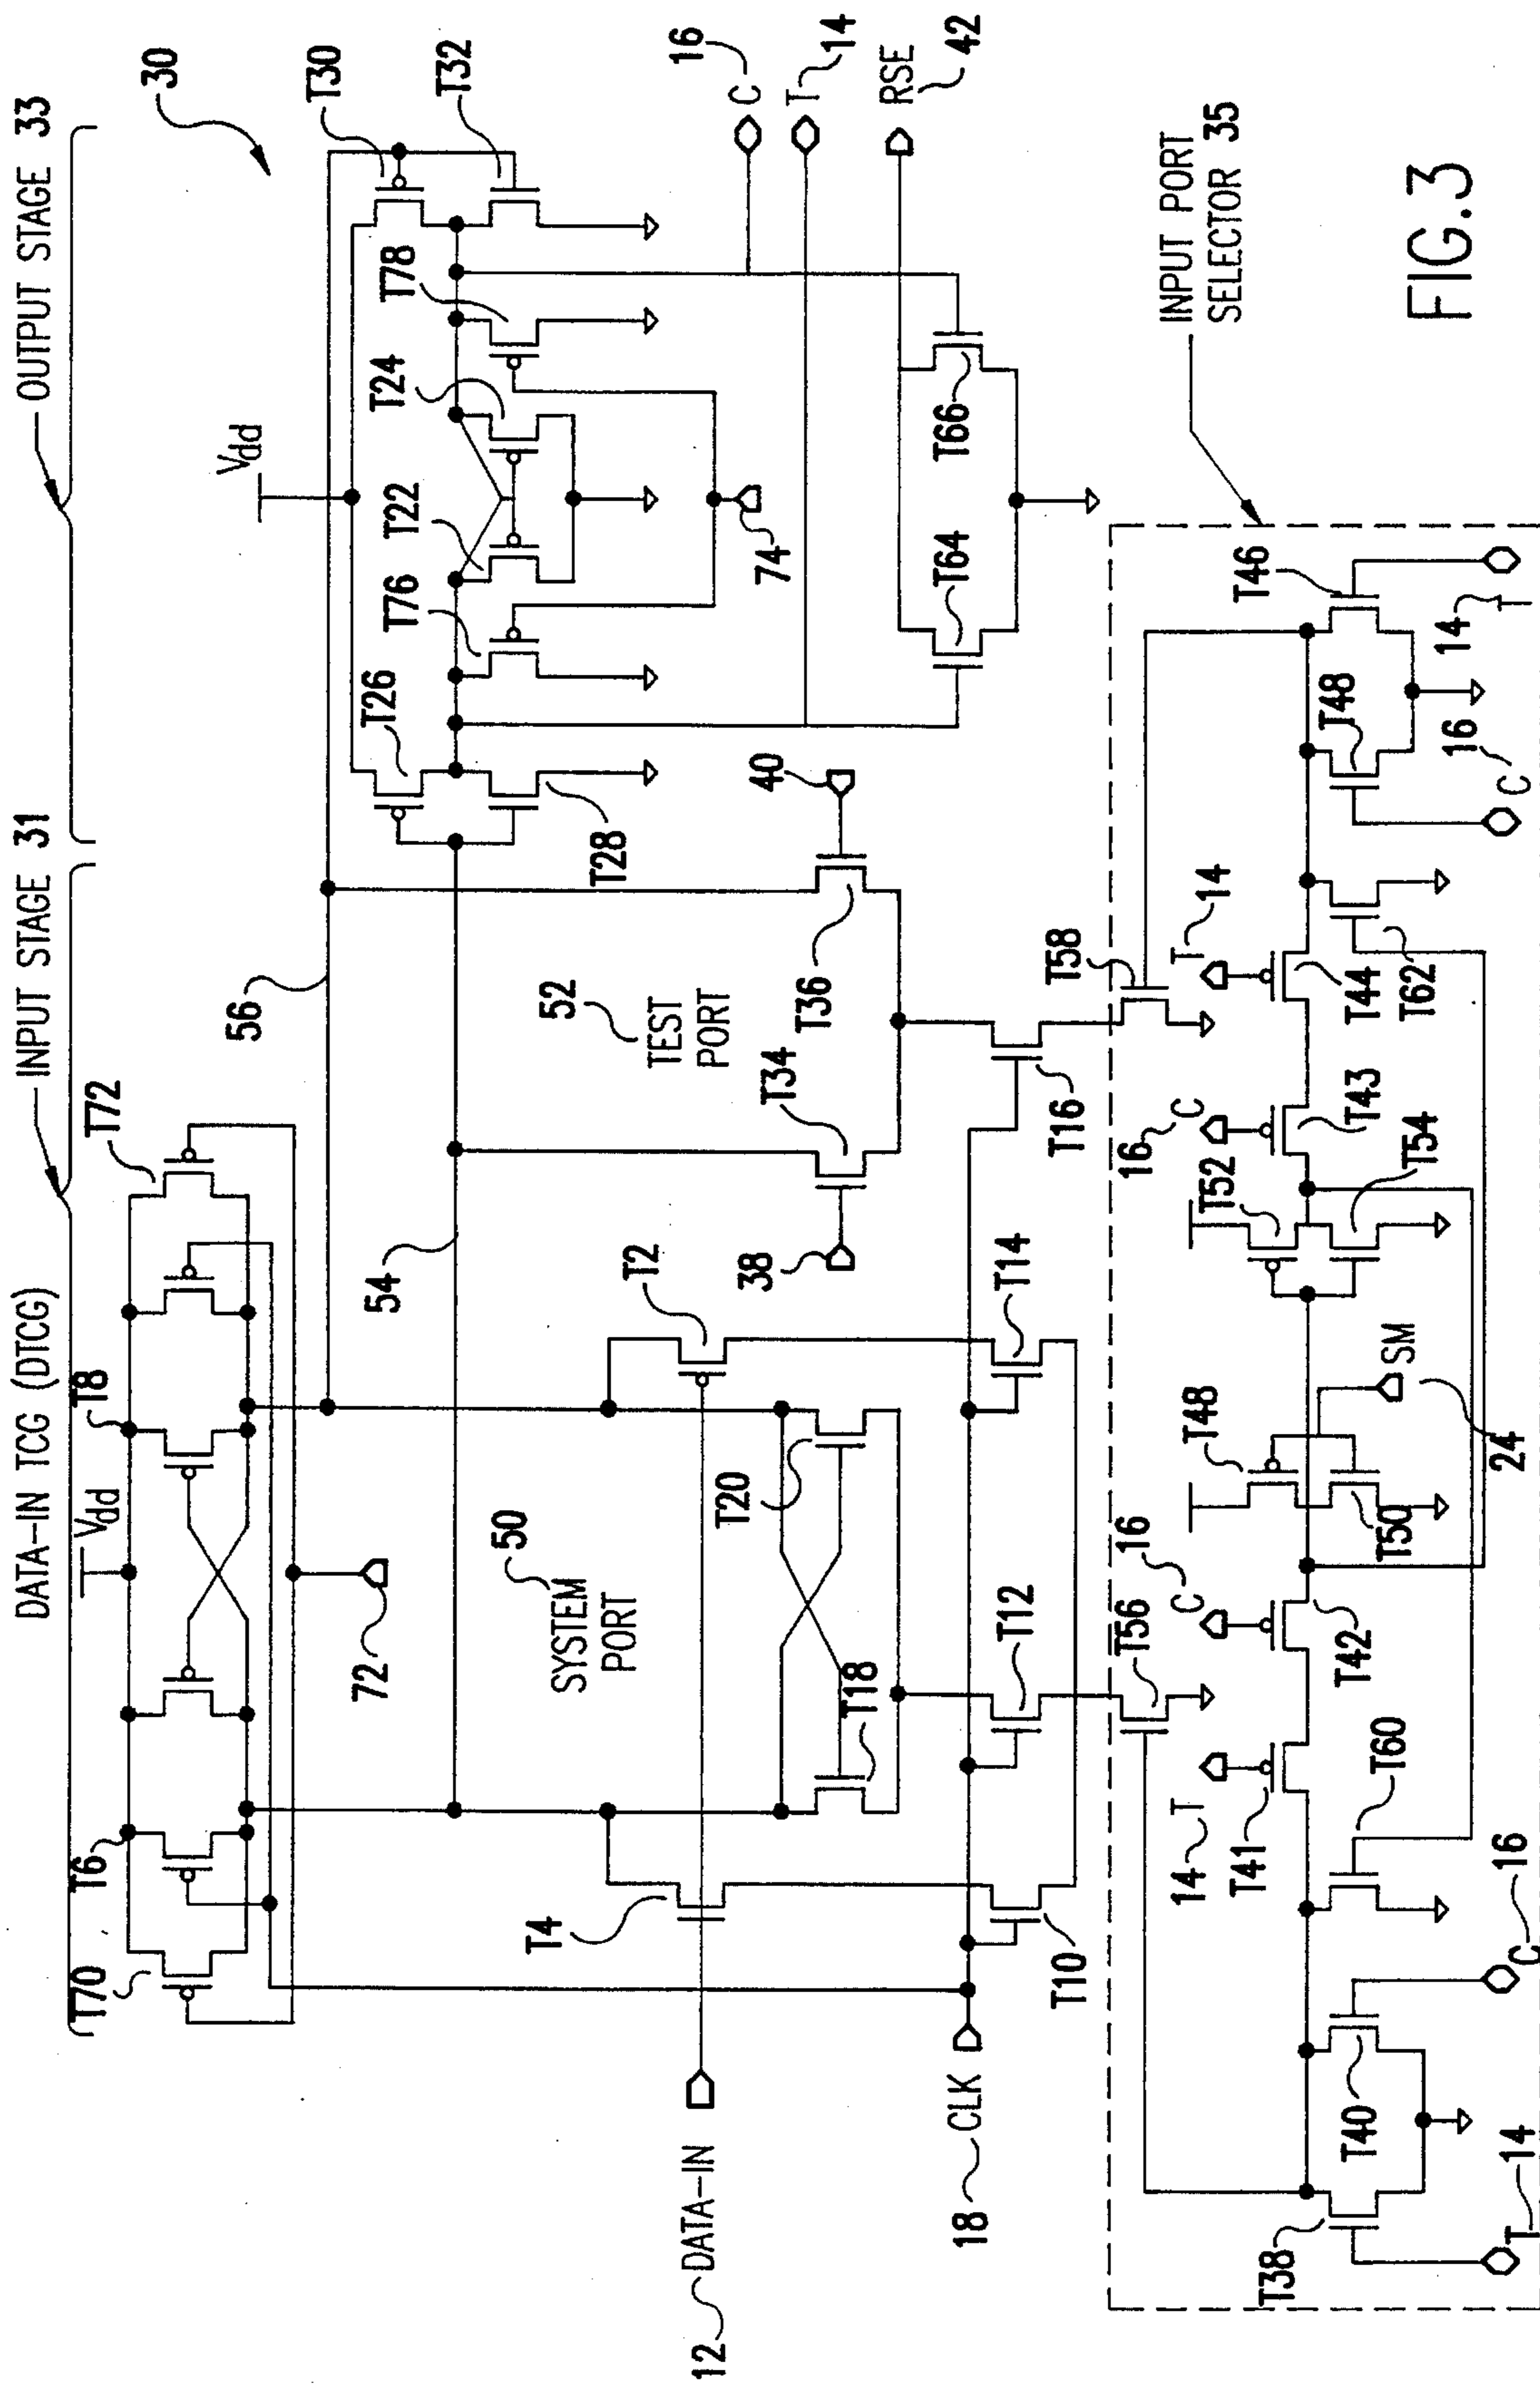 DATA-IN TCG (DTCG)
INPUT STAGE 31
OUTPUT STAGE 33
30
T70
T6
Vdd
T8
T72
72
56
54
Vdd
T26
T76
T22
T24
T78
T30
T32
T28
74
16
C
T
14
RSE
42
12
DATA-IN
T4
50
SYSTEM
PORT
T2
38
52
TEST
PORT
40
T34
T36
T64
T66
T18
T20
18
CLK
T10
T12
T14
T16
T56
T58
INPUT PORT
SELECTOR 35
14
T
T41
16
C
T42
T48
T50
SM
24
T52
T54
16
C
T43
T
14
T44
T62
T38
T40
T60
C
16
T
14
T48
T46
16
C
14
T
FIG.3